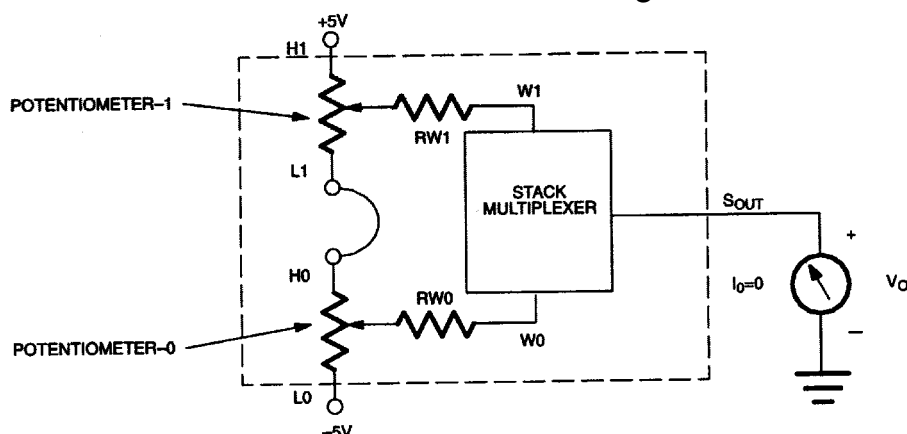 +5V
H1
POTENTIOMETER–1
W1
RW1
L1
STACK
MULTIPLEXER
SOUT
+
H0
I0=0
VO
RW0
–
W0
POTENTIOMETER–0
L0
–5V